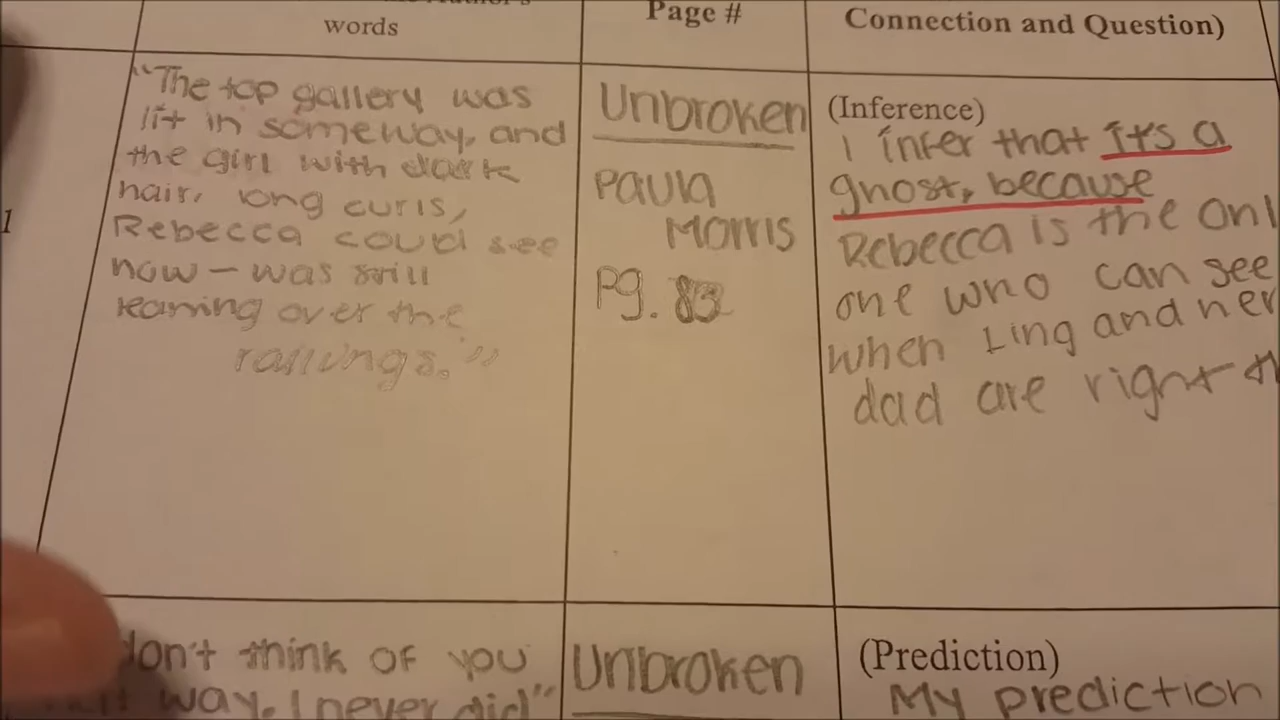 words
Page #
Connection and Question)
1
"The top gallery was
lit in someway, and
the girl with dark
hair, long curls,
Rebecca could see
now — was still
leaning over the
railings."
Unbroken
Paula
Morris
Pg. 83
(Inference)
I infer that it's a
ghost, because
Rebecca is the onl
one who can see
when Ling and her
dad are right th
don't think of you
way. I never did"
Unbroken
(Prediction)
My prediction